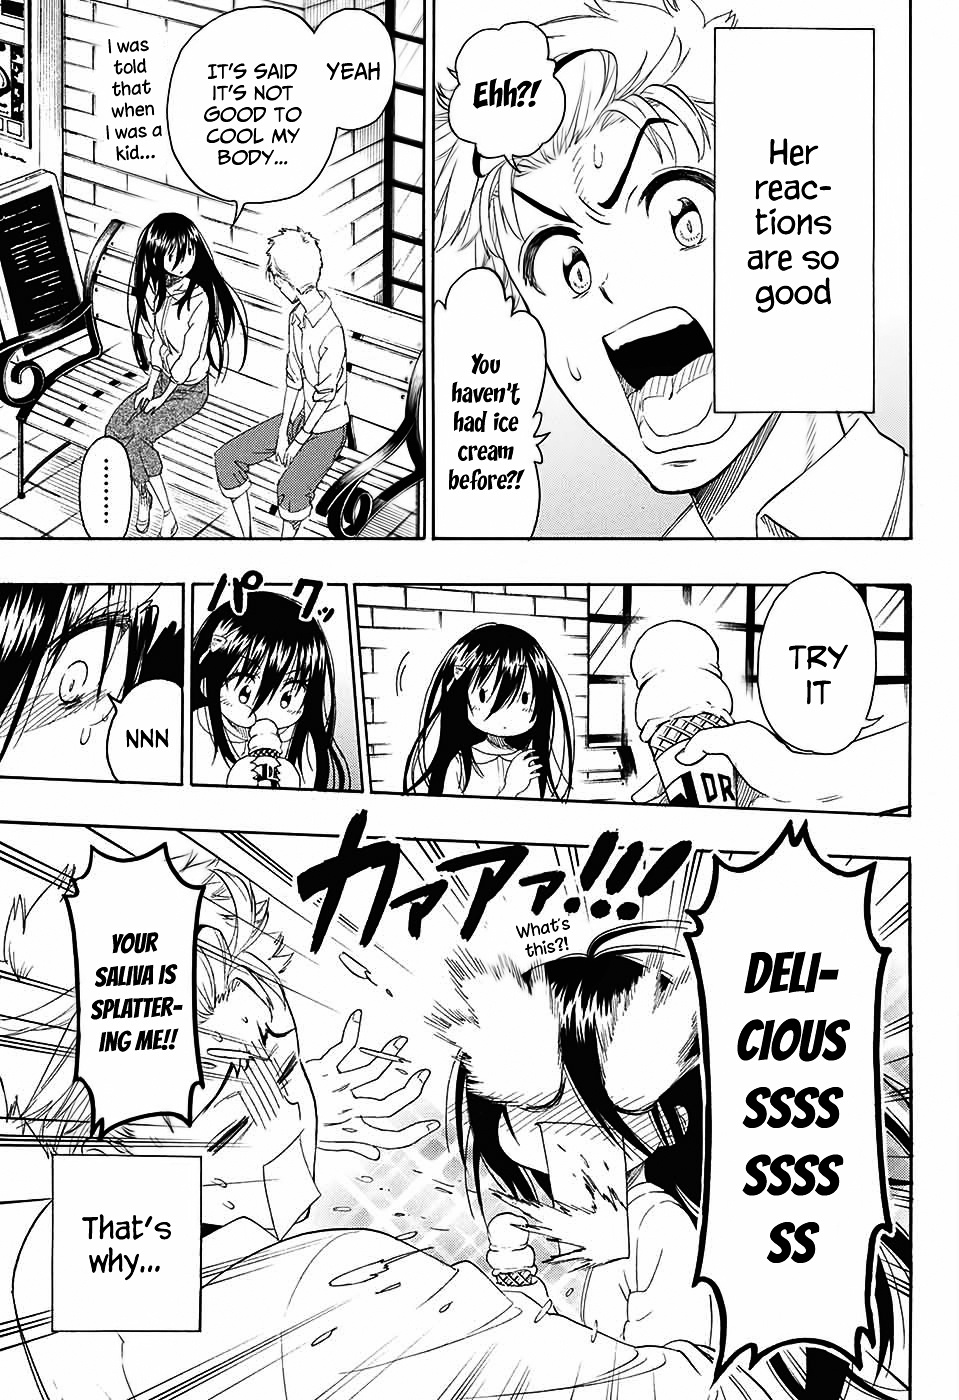 Her
reac-
tions
are so
good
Ehh?!
You
haven't
had ice
cream
before?!
YEAH
IT'S SAID
IT'S NOT
GOOD TO
COOL MY
BODY...
I was
told
that
when
I was a
kid...
.........
TRY
IT
DR
パクッ
NNN
DELI-
CIOUS
SSSS
SSSS
SS
What's
this?!
カァアァ!!!
YOUR
SALIVA IS
SPLATTER-
ING ME!!
That's
why...